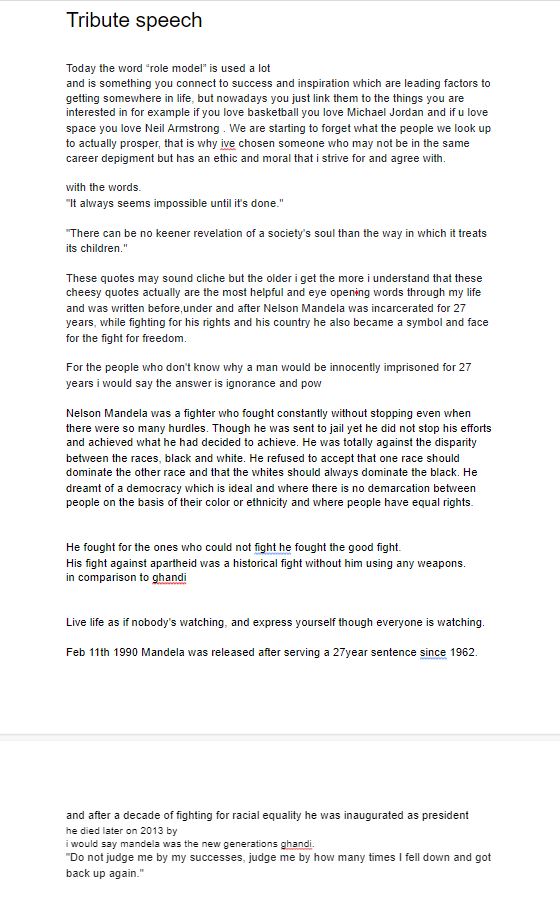 Tribute speech
Today the word "role model" is used a lot
and is something you connect to success and inspiration which are leading factors to
getting somewhere in life, but nowadays you just link them to the things you are
interested in for example if you love basketball you love Michael Jordan and if u love
space you love Neil Armstrong . We are starting to forget what the people we look up
to actually prosper, that is why ive chosen someone who may not be in the same
career depigment but has an ethic and moral that i strive for and agree with.
with the words.
"It always seems impossible until it's done."
"There can be no keener revelation of a society's soul than the way in which it treats
its children."
These quotes may sound cliche but the older i get the more i understand that these
cheesy quotes actually are the most helpful and eye opening words through my life
and was written before,under and after Nelson Mandela was incarcerated for 27
years, while fighting for his rights and his country he also became a symbol and face
for the fight for freedom.
For the people who don't know why a man would be innocently imprisoned for 27
years i would say the answer is ignorance and pow
Nelson Mandela was a fighter who fought constantly without stopping even when
there were so many hurdles. Though he was sent to jail yet he did not stop his efforts
and achieved what he had decided to achieve. He was totally against the disparity
between the races, black and white. He refused to accept that one race should
dominate the other race and that the whites should always dominate the black. He
dreamt of a democracy which is ideal and where there is no demarcation between
people on the basis of their color or ethnicity and where people have equal rights.
He fought for the ones who could not fight he fought the good fight.
His fight against apartheid was a historical fight without him using any weapons.
in comparison to ghandi
Live life as if nobody's watching, and express yourself though everyone is watching.
Feb 11th 1990 Mandela was released after serving a 27year sentence since 1962.
and after a decade of fighting for racial equality he was inaugurated as president
he died later on 2013 by
i would say mandela was the new generations ghandi.
"Do not judge me by my successes, judge me by how many times I fell down and got
back up again."